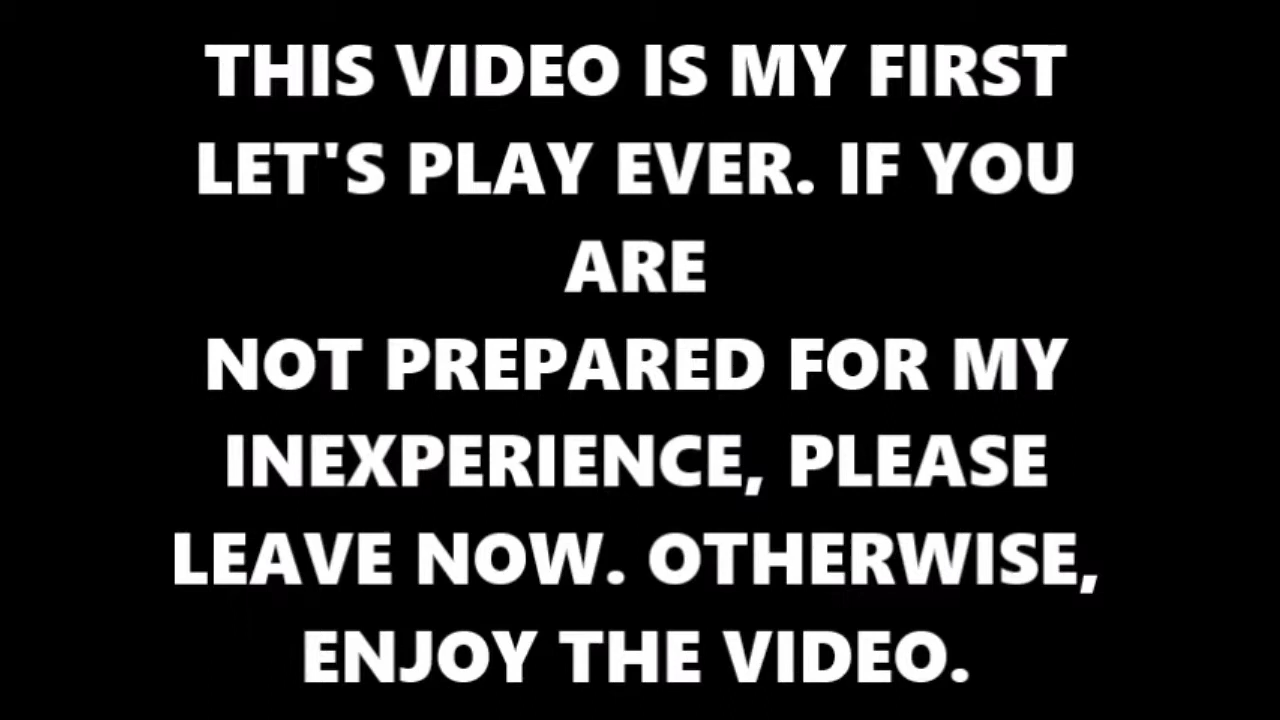 THIS VIDEO IS MY FIRST
LET'S PLAY EVER. IF YOU
ARE
NOT PREPARED FOR MY
INEXPERIENCE, PLEASE
LEAVE NOW. OTHERWISE,
ENJOY THE VIDEO.